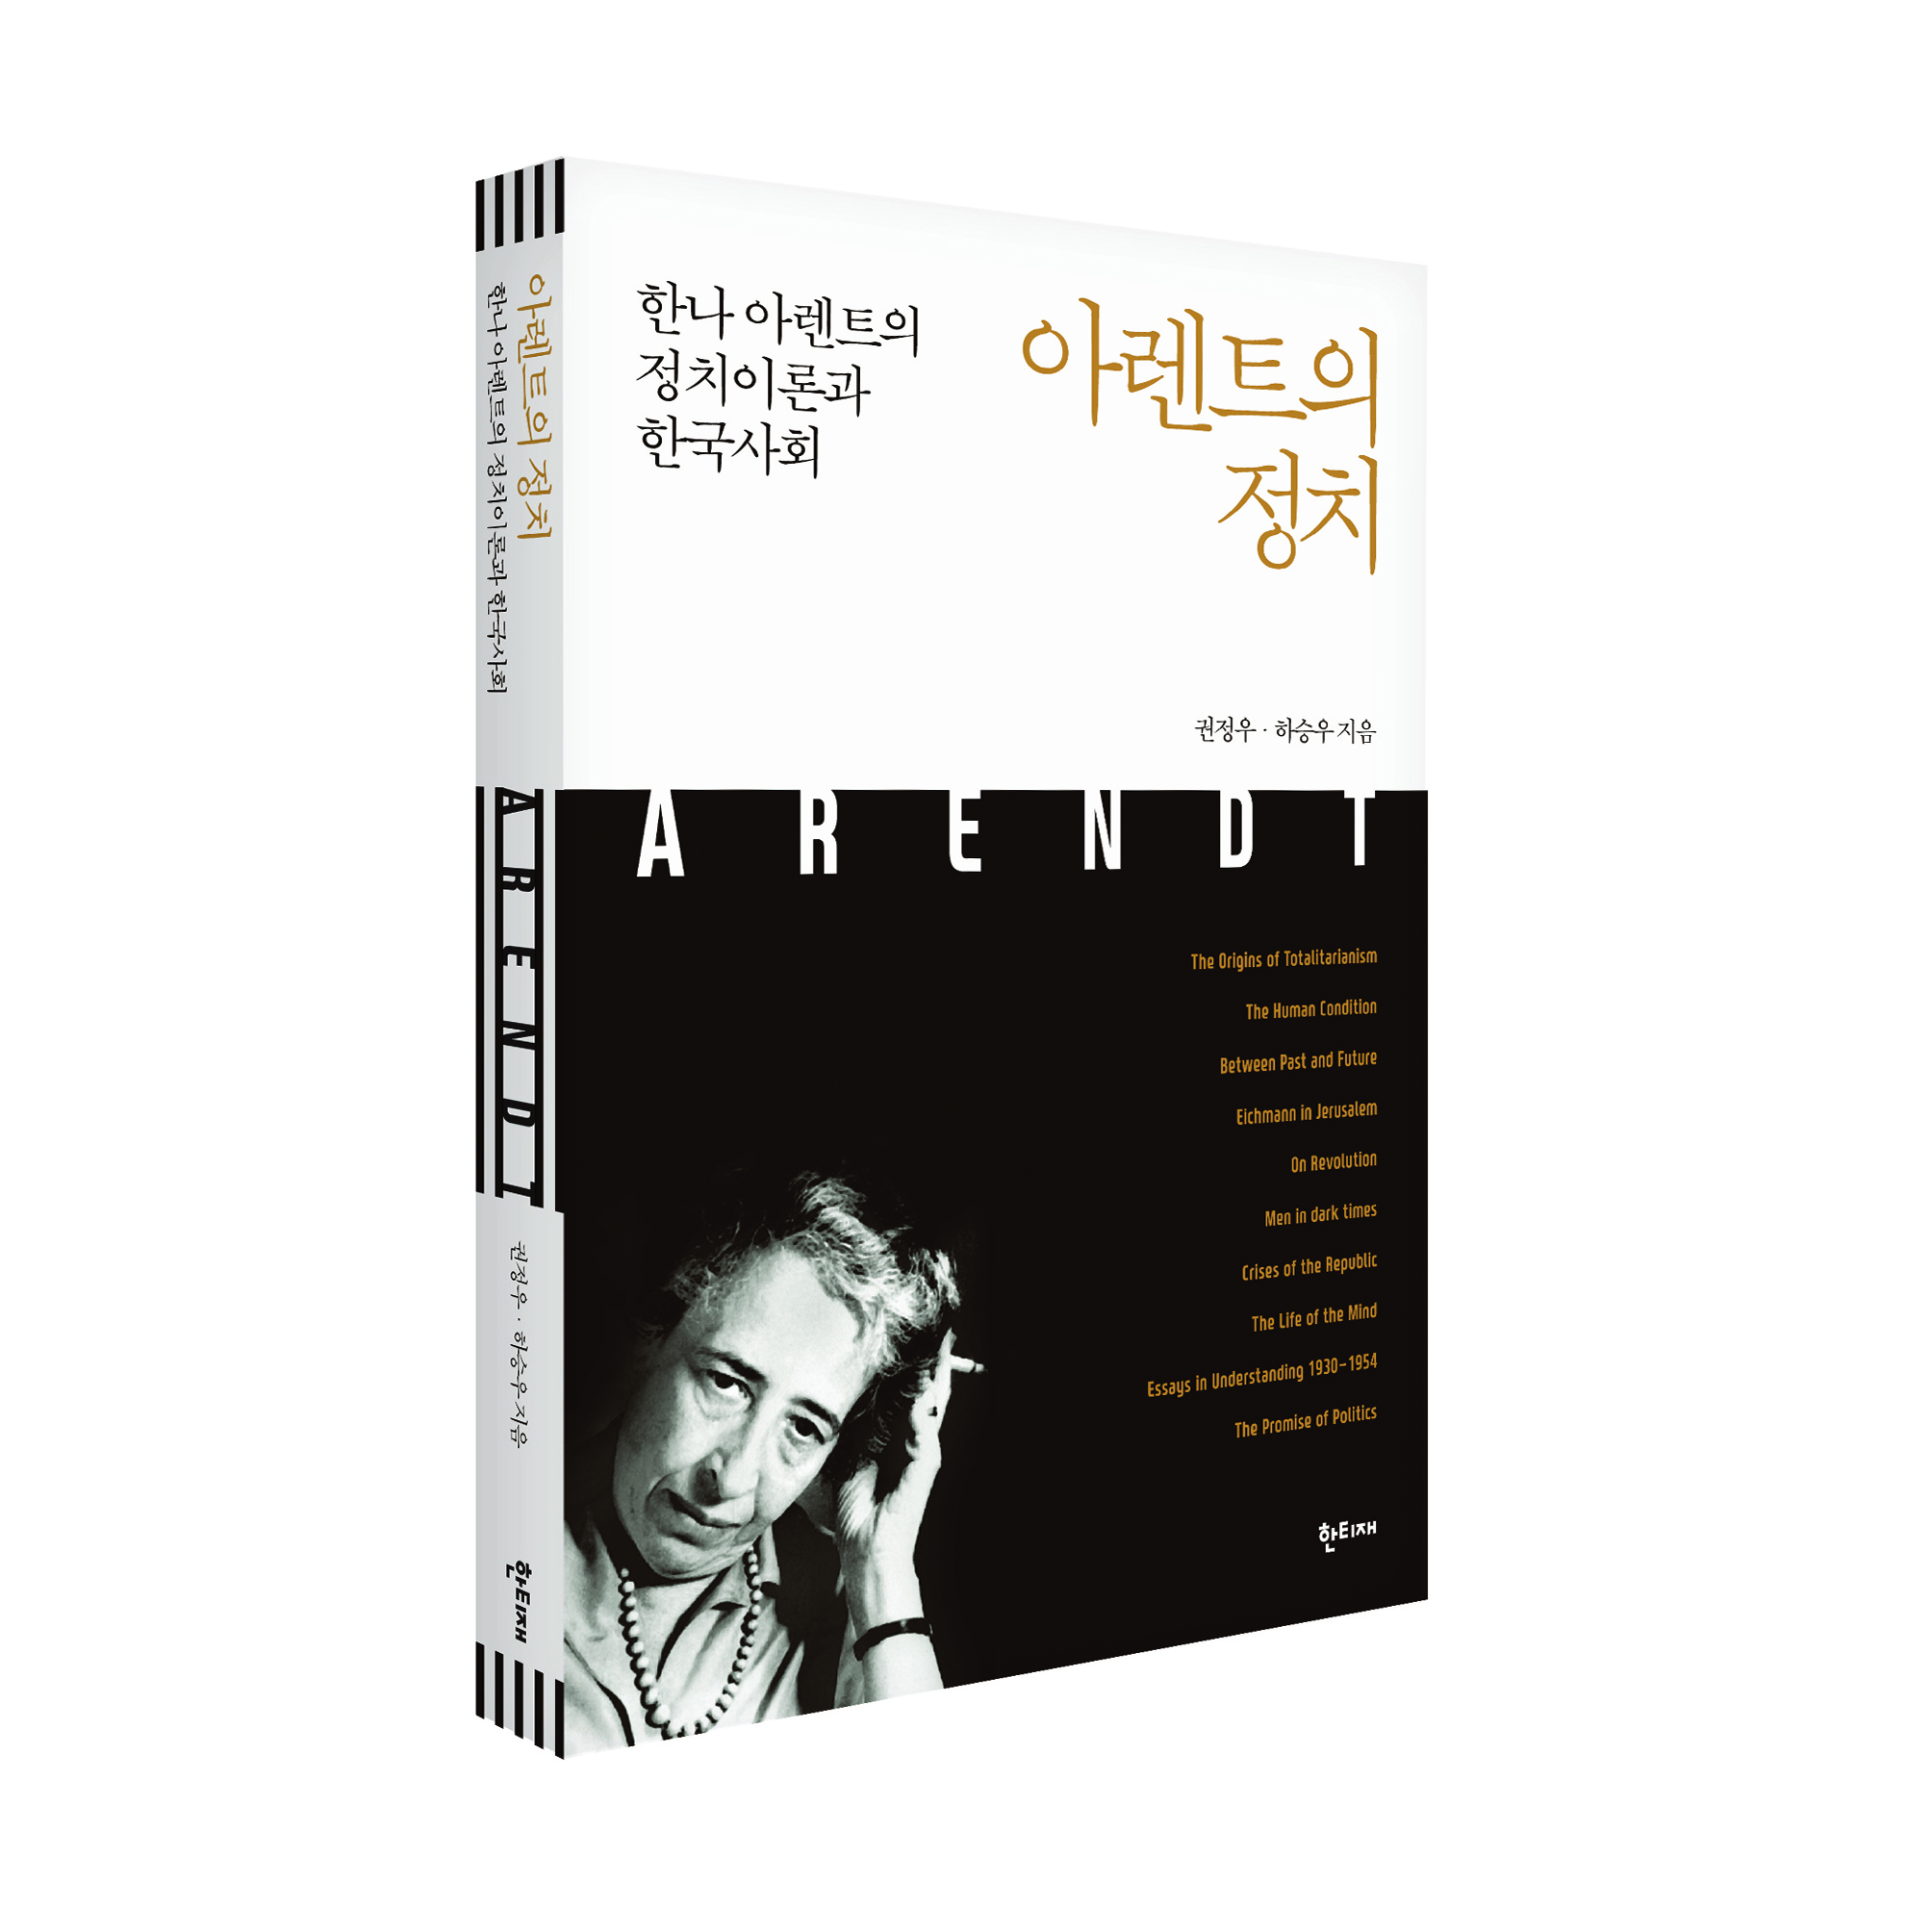 아렌트의 정치
한나 아렌트의 정치이론과 한국사회
ARENDT
권정우 · 하승우 지음
한티재
한나 아렌트의
정치이론과
한국사회
아렌트의
정치
권정우 · 하승우 지음
ARENDT
The Origins of Totalitarianism
The Human Condition
Between Past and Future
Eichmann in Jerusalem
On Revolution
Men in dark times
Crises of the Republic
The Life of the Mind
Essays in Understanding 1930-1954
The Promise of Politics
한티재